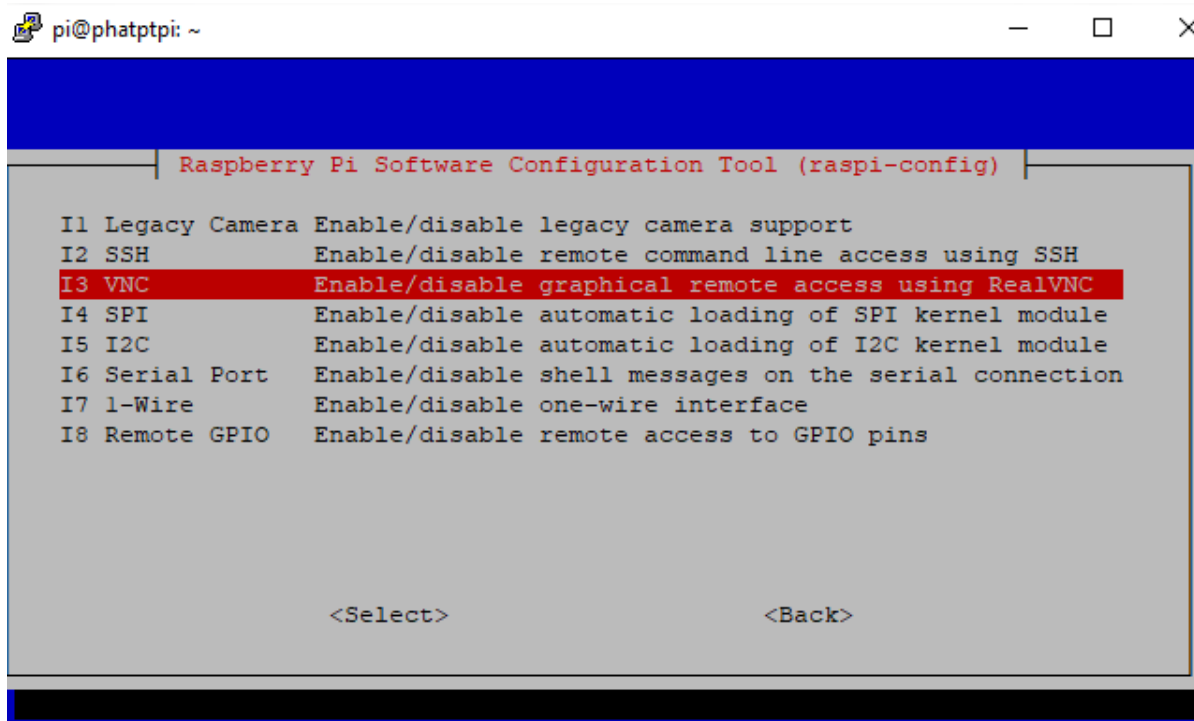 pi@phatptpi: ~
Raspberry Pi Software Configuration Tool (raspi-config)
I1 Legacy Camera Enable/disable legacy camera support
I2 SSH Enable/disable remote command line access using SSH
I3 VNC Enable/disable graphical remote access using RealVNC
I4 SPI Enable/disable automatic loading of SPI kernel module
I5 I2C Enable/disable automatic loading of I2C kernel module
I6 Serial Port Enable/disable shell messages on the serial connection
I7 1-Wire Enable/disable one-wire interface
I8 Remote GPIO Enable/disable remote access to GPIO pins
<Select> <Back>